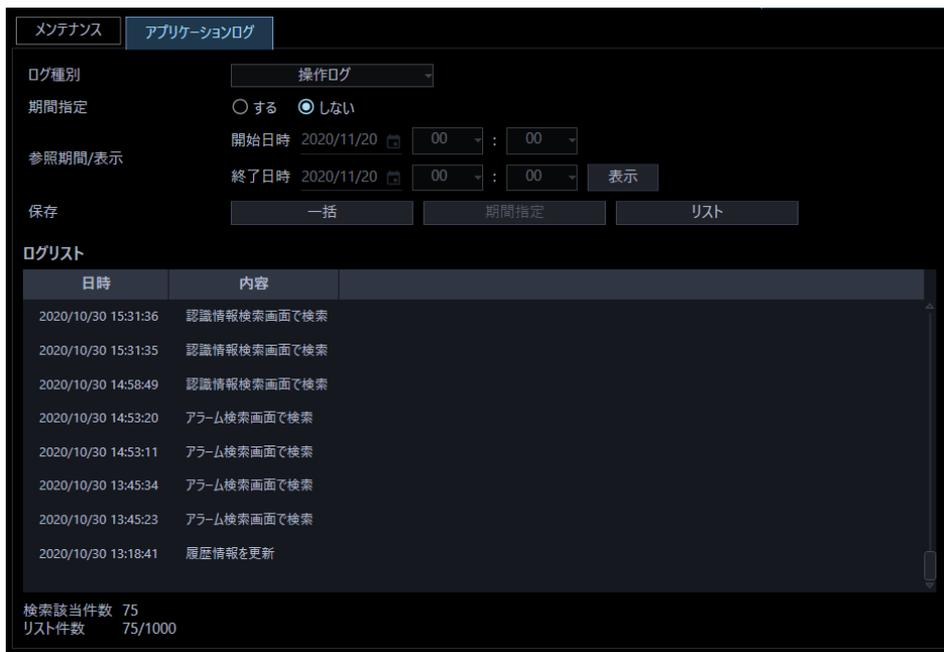 メンテナンス アプリケーションログ
ログ種別 操作ログ
期間指定 する しない
参照期間/表示
開始日時 2020/11/20 00 : 00
終了日時 2020/11/20 00 : 00 表示
保存 一括 期間指定 リスト
ログリスト
日時 内容
2020/10/30 15:31:36 認識情報検索画面で検索
2020/10/30 15:31:35 認識情報検索画面で検索
2020/10/30 14:58:49 認識情報検索画面で検索
2020/10/30 14:53:20 アラーム検索画面で検索
2020/10/30 14:53:11 アラーム検索画面で検索
2020/10/30 13:45:34 アラーム検索画面で検索
2020/10/30 13:45:23 アラーム検索画面で検索
2020/10/30 13:18:41 履歴情報を更新
検索該当件数 75
リスト件数 75/1000